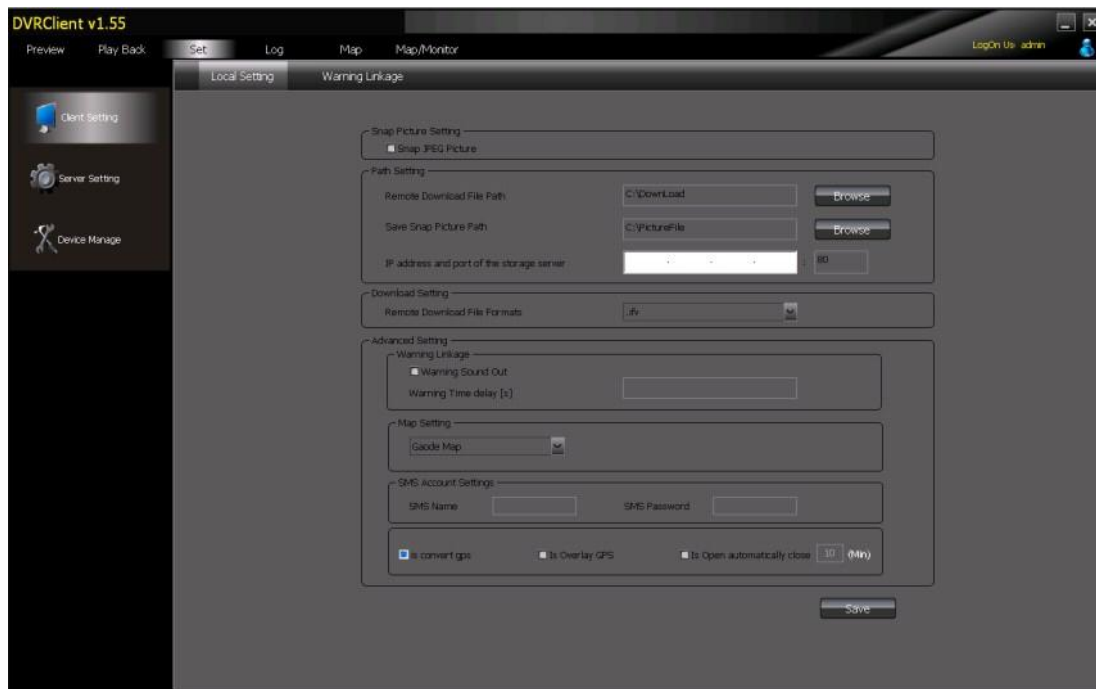 DVRClient v1.55
Preview Play Back Set Log Map Map/Monitor LogOn Us: admin
Local Setting Warning Linkage
Client Setting
Server Setting
Device Manage
Snap Picture Setting
Snap JPEG Picture
Path Setting
Remote Download File Path C:\DownLoad Browse
Save Snap Picture Path C:\PictureFile Browse
IP address and port of the storage server . . . : 80
Download Setting
Remote Download File Formats .ifv
Advanced Setting
Warning Linkage
Warning Sound Out
Warning Time delay [s]
Map Setting
Gaode Map
SMS Account Settings
SMS Name SMS Password
is convert gps Is Overlay GPS Is Open automatically close 10 (Min)
Save